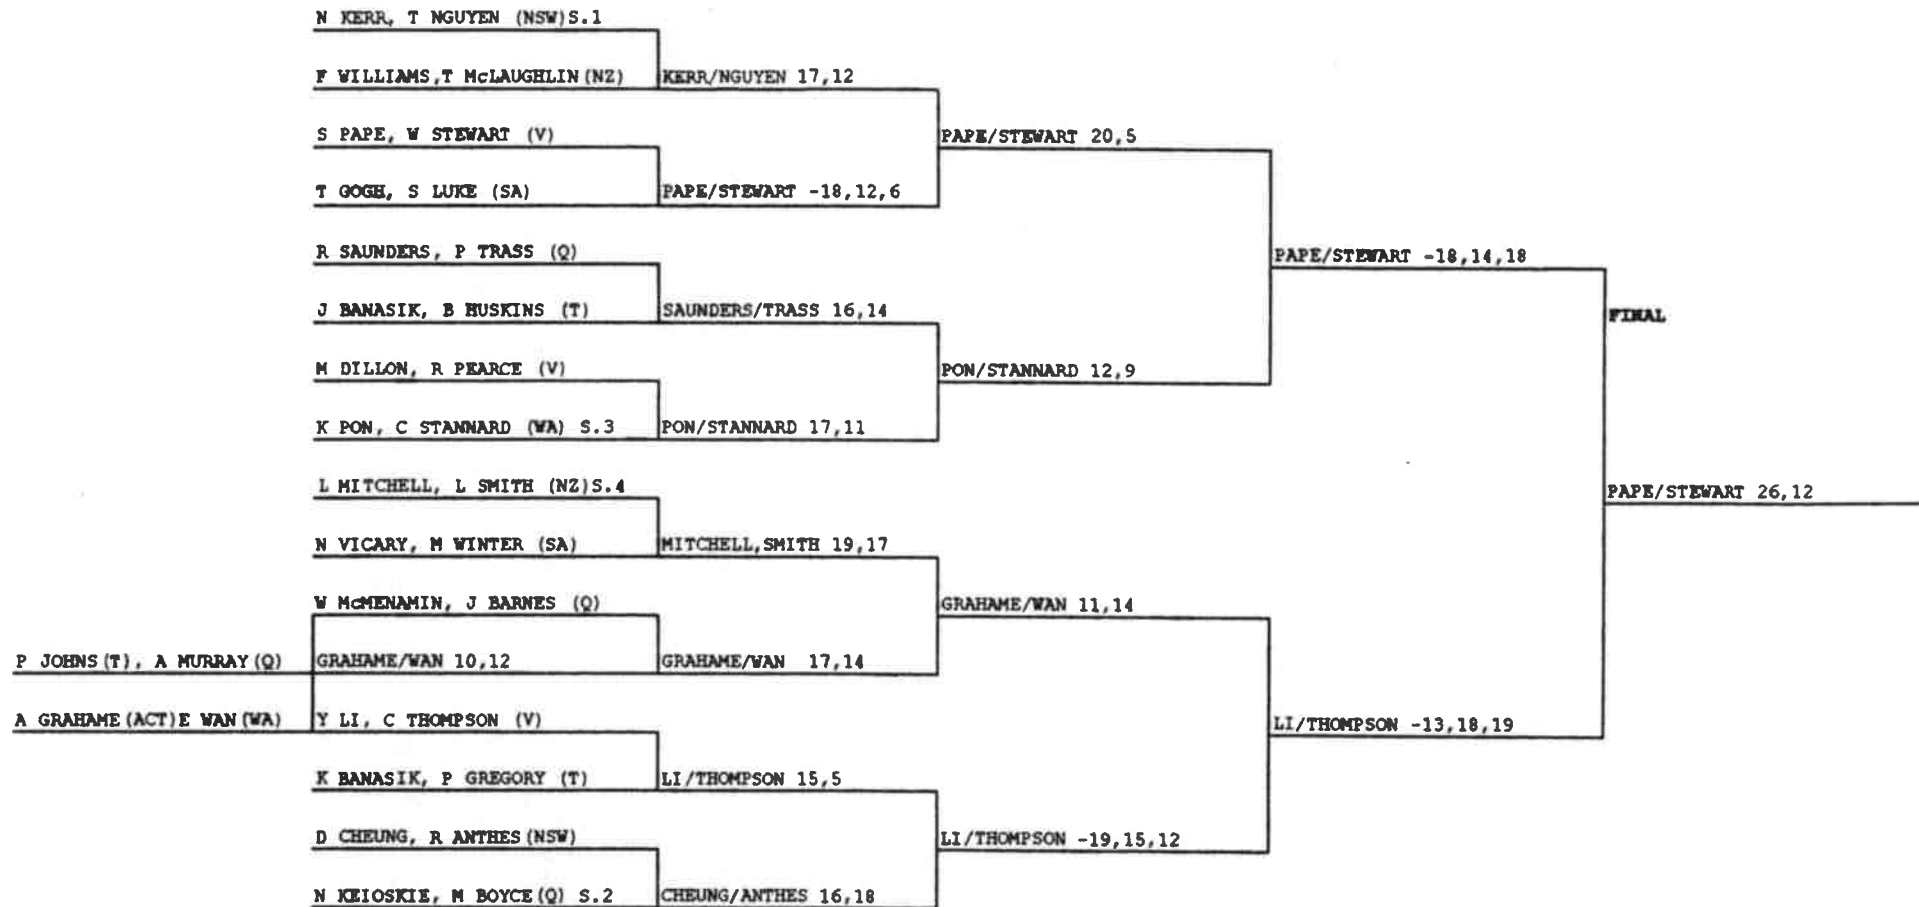 N KERR, T NGUYEN (NSW)S.1
F WILLIAMS,T McLAUGHLIN(NZ)
KERR/NGUYEN 17,12
S PAPE, W STEWART (V)
PAPE/STEWART 20,5
T GOGH, S LUKE (SA)
PAPE/STEWART -18,12,6
R SAUNDERS, P TRASS (Q)
PAPE/STEWART -18,14,18
J BANASIK, B HUSKINS (T)
SAUNDERS/TRASS 16,14
FINAL
M DILLON, R PEARCE (V)
PON/STANNARD 12,9
K PON, C STANNARD (WA) S.3
PON/STANNARD 17,11
L MITCHELL, L SMITH (NZ)S.4
PAPE/STEWART 26,12
N VICARY, M WINTER (SA)
MITCHELL,SMITH 19,17
W McMENAMIN, J BARNES (Q)
GRAHAME/WAN 11,14
P JOHNS(T), A MURRAY(Q)
GRAHAME/WAN 10,12
GRAHAME/WAN 17,14
A GRAHAME(ACT)E WAN(WA)
Y LI, C THOMPSON (V)
LI/THOMPSON -13,18,19
K BANASIK, P GREGORY (T)
LI/THOMPSON 15,5
D CHEUNG, R ANTHES(NSW)
LI/THOMPSON -19,15,12
N KEIOSKIE, M BOYCE(Q) S.2
CHEUNG/ANTHES 16,18